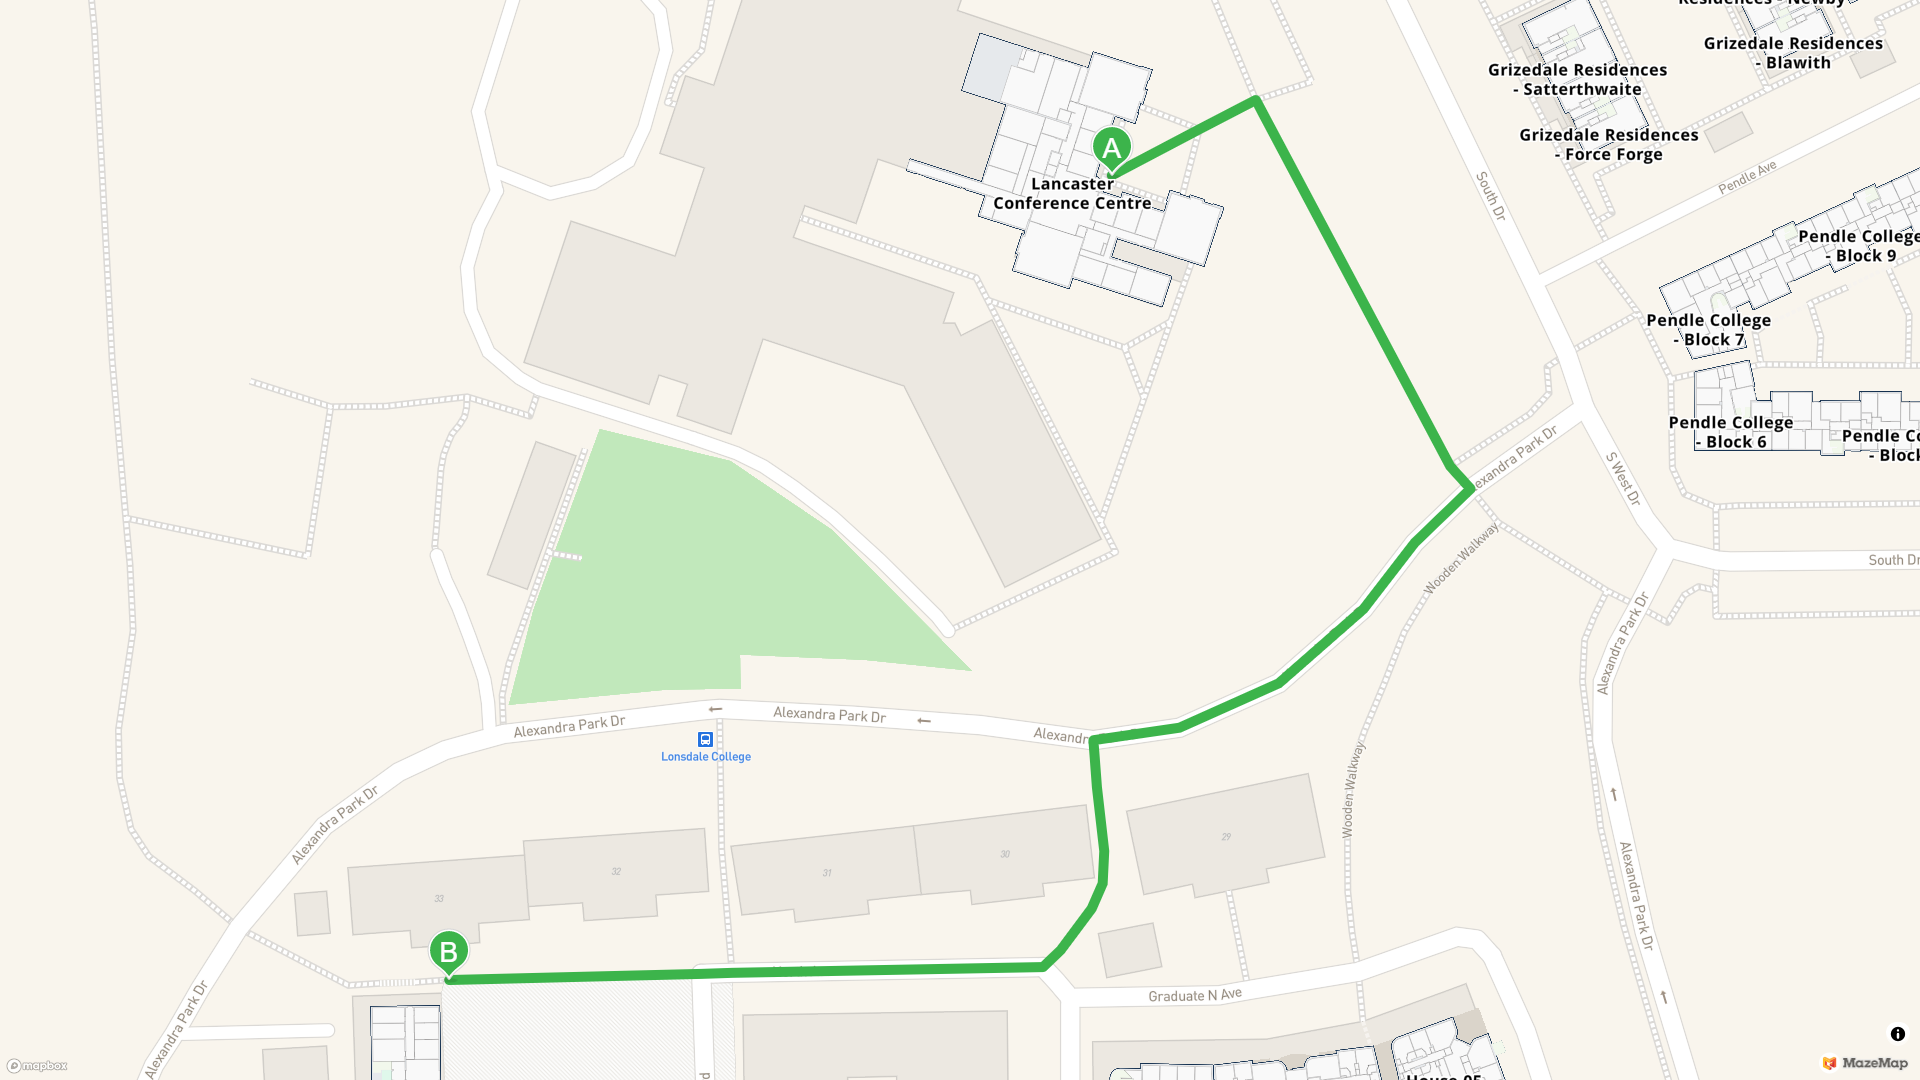 Residences - Newby
Grizedale Residences
- Blawith
Grizedale Residences
- Satterthwaite
Grizedale Residences
- Force Forge
A
Lancaster
Conference Centre
South Dr
Pendle Ave
Pendle College
- Block 9
Pendle College
- Block 7
Pendle College
- Block 6
Pendle Co
- Block
Alexandra Park Dr
S West Dr
Wooden Walkway
South Dr
Alexandra Park Dr
Alexandra Park Dr
Alexandra Park Dr
Alexandra
Lonsdale College
Alexandra Park Dr
Wooden Walkway
29
30
31
32
33
Alexandra Park Dr
B
Graduate N Ave
Alexandra Park Dr
mapbox
MazeMap
House 05